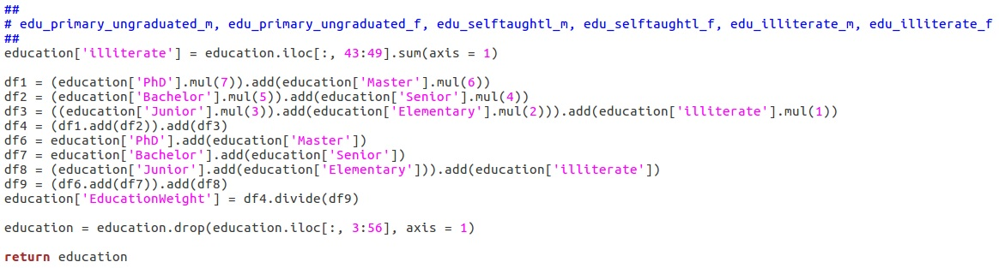 ##
# edu_primary_ungraduated_m, edu_primary_ungraduated_f, edu_selftaughtl_m, edu_selftaughtl_f, edu_illiterate_m, edu_illiterate_f
##
education['illiterate'] = education.iloc[:, 43:49].sum(axis = 1)
df1 = (education['PhD'].mul(7)).add(education['Master'].mul(6))
df2 = (education['Bachelor'].mul(5)).add(education['Senior'].mul(4))
df3 = ((education['Junior'].mul(3)).add(education['Elementary'].mul(2))).add(education['illiterate'].mul(1))
df4 = (df1.add(df2)).add(df3)
df6 = education['PhD'].add(education['Master'])
df7 = education['Bachelor'].add(education['Senior'])
df8 = (education['Junior'].add(education['Elementary'])).add(education['illiterate'])
df9 = (df6.add(df7)).add(df8)
education['EducationWeight'] = df4.divide(df9)
education = education.drop(education.iloc[:, 3:56], axis = 1)
return education